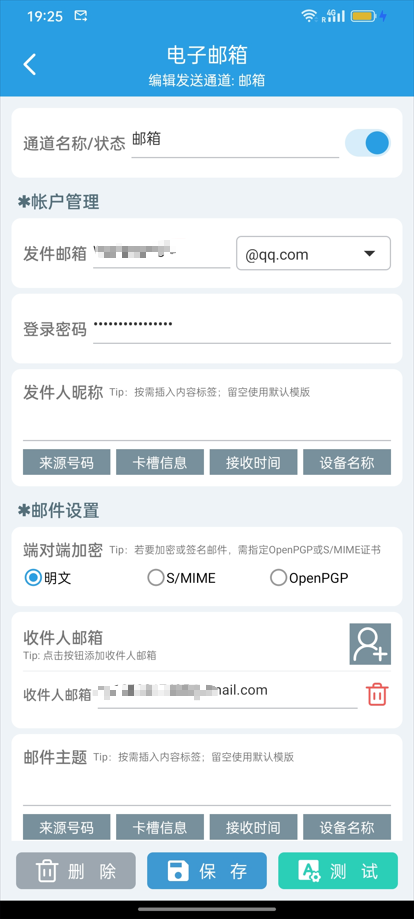 19:25
4G
R
电子邮箱
编辑发送通道: 邮箱
通道名称/状态 邮箱
✱帐户管理
发件邮箱 @qq.com
登录密码 ••••••••••••••••
发件人昵称 Tip: 按需插入内容标签；留空使用默认模版
来源号码 卡槽信息 接收时间 设备名称
✱邮件设置
端对端加密 Tip: 若要加密或签名邮件，需指定OpenPGP或S/MIME证书
明文 S/MIME OpenPGP
收件人邮箱
Tip: 点击按钮添加收件人邮箱
收件人邮箱 mail.com
邮件主题 Tip: 按需插入内容标签；留空使用默认模版
来源号码 卡槽信息 接收时间 设备名称
删 除 保 存 测 试